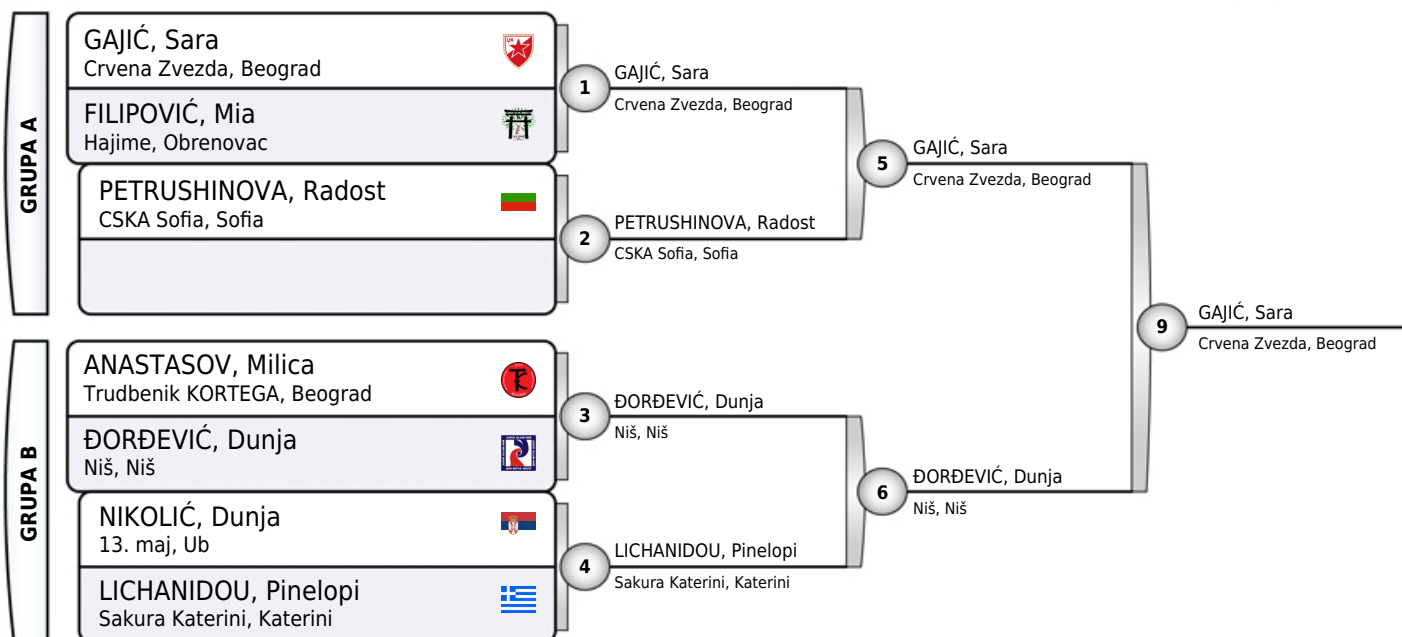 GRUPA A
GAJIĆ, Sara
Crvena Zvezda, Beograd
FILIPOVIĆ, Mia
Hajime, Obrenovac
PETRUSHINOVA, Radost
CSKA Sofia, Sofia
1
GAJIĆ, Sara
Crvena Zvezda, Beograd
2
PETRUSHINOVA, Radost
CSKA Sofia, Sofia
5
GAJIĆ, Sara
Crvena Zvezda, Beograd
GRUPA B
ANASTASOV, Milica
Trudbenik KORTEGA, Beograd
ĐORĐEVIĆ, Dunja
Niš, Niš
NIKOLIĆ, Dunja
13. maj, Ub
LICHANIDOU, Pinelopi
Sakura Katerini, Katerini
3
ĐORĐEVIĆ, Dunja
Niš, Niš
4
LICHANIDOU, Pinelopi
Sakura Katerini, Katerini
6
ĐORĐEVIĆ, Dunja
Niš, Niš
9
GAJIĆ, Sara
Crvena Zvezda, Beograd